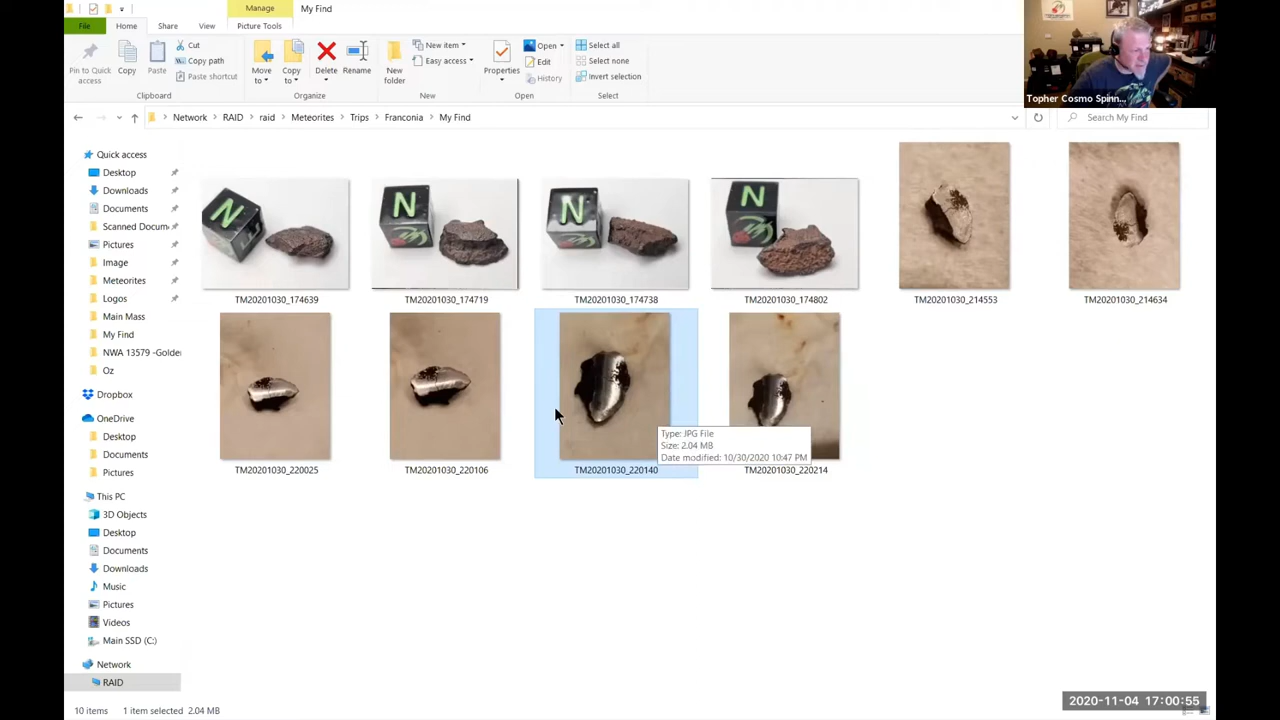 Manage
My Find
File
Home
Share
View
Picture Tools
Pin to Quick
access
Copy
Paste
Cut
Copy path
Paste shortcut
Clipboard
Move
to
Copy
to
Delete
Rename
Organize
New
folder
New item
Easy access
New
Properties
Open
Edit
History
Open
Select all
Select none
Invert selection
Select
Topher Cosmo Spinn...
Network > RAID > raid > Meteorites > Trips > Franconia > My Find
Search My Find
Quick access
Desktop
Downloads
Documents
Scanned Docum
Pictures
Image
Meteorites
Logos
Main Mass
My Find
NWA 13579 -Golde
Oz
Dropbox
OneDrive
Desktop
Documents
Pictures
This PC
3D Objects
Desktop
Documents
Downloads
Music
Pictures
Videos
Main SSD (C:)
Network
RAID
N
N
N
N
TM20201030_174639
TM20201030_174719
TM20201030_174738
TM20201030_174802
TM20201030_214553
TM20201030_214634
TM20201030_220025
TM20201030_220106
TM20201030_220140
TM20201030_220214
Type: JPG File
Size: 2.04 MB
Date modified: 10/30/2020 10:47 PM
10 items
1 item selected 2.04 MB
2020-11-04 17:00:55